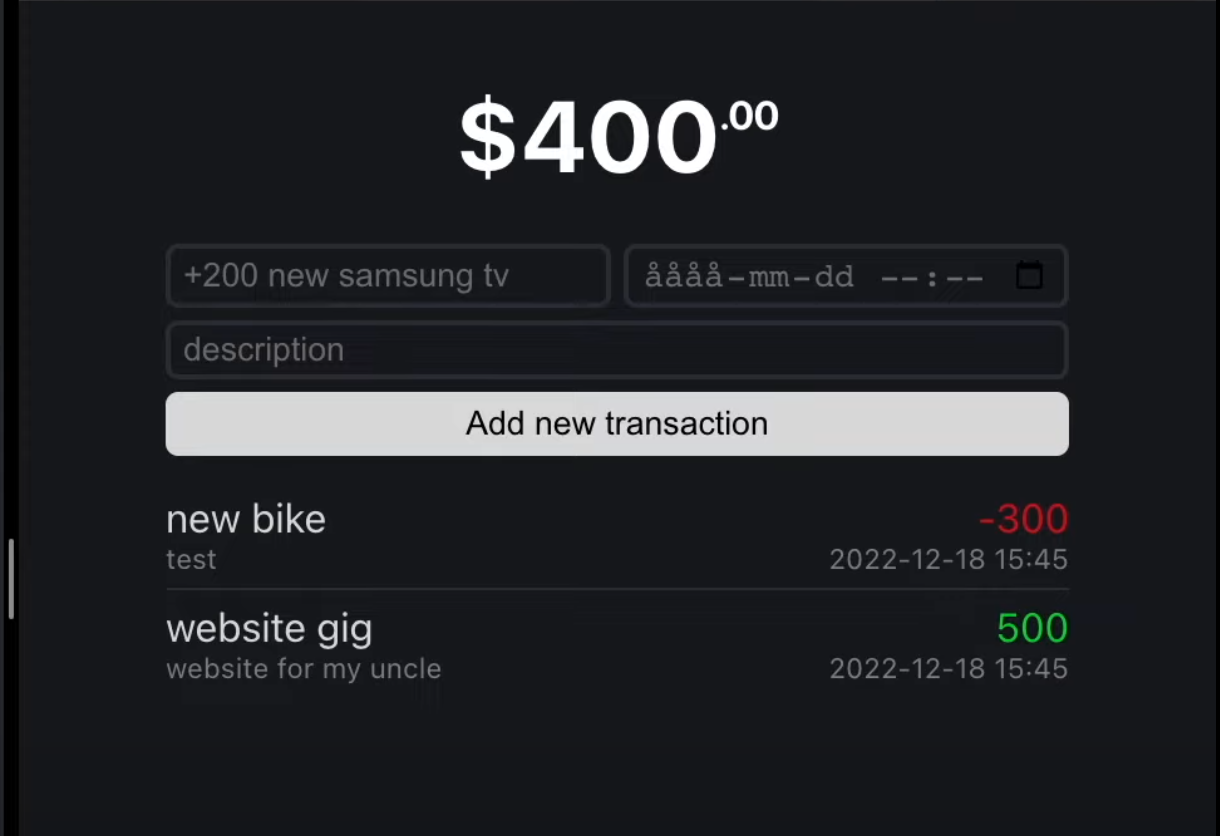 $400.00
+200 new samsung tv åååå-mm-dd --:--
description
Add new transaction
new bike -300
test 2022-12-18 15:45
website gig 500
website for my uncle 2022-12-18 15:45